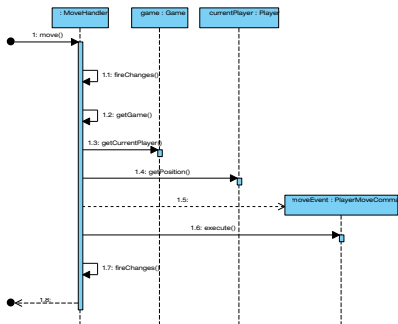 : MoveHandler
game : Game
currentPlayer : Player
1: move()
1.1: fireChanges()
1.2: getGame()
1.3: getCurrentPlayer()
1.4: getPosition()
1.5:
moveEvent : PlayerMoveComma
1.6: execute()
1.7: fireChanges()
1.8: